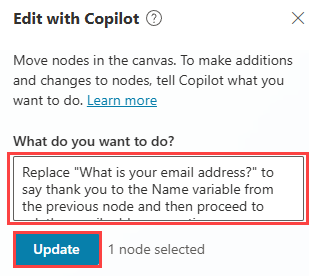 Edit with Copilot
Move nodes in the canvas. To make additions
and changes to nodes, tell Copilot what you
want to do. Learn more
What do you want to do?
Replace "What is your email address?" to
say thank you to the Name variable from
the previous node and then proceed to
Update 1 node selected